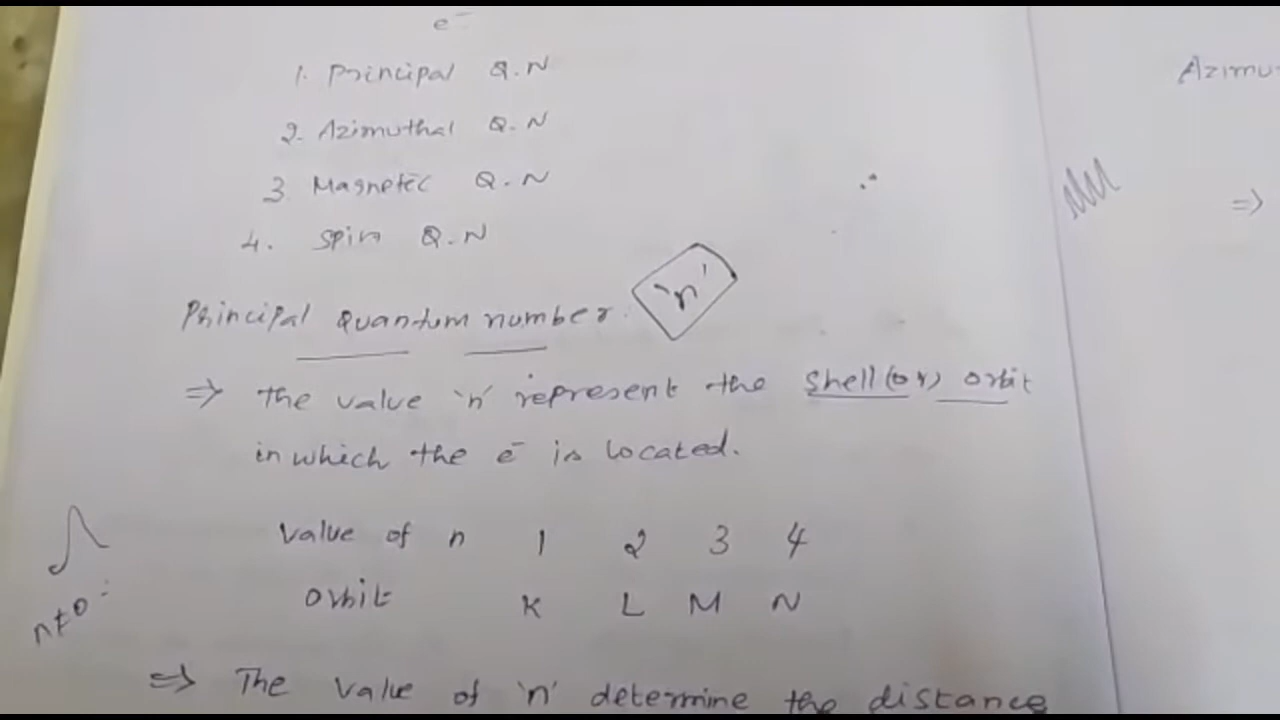 e⁻
1. Principal Q.N
2. Azimuthal Q.N
3 Magnetic Q.N
4. Spin Q.N
Principal Quantum number. 'n'
⇒ the value 'n' represent the shell (or) orbit
in which the e⁻ is located.
Value of n 1 2 3 4
Orbit K L M N
n≠0
⇒ The value of 'n' determine the distance
Azimu
⇒